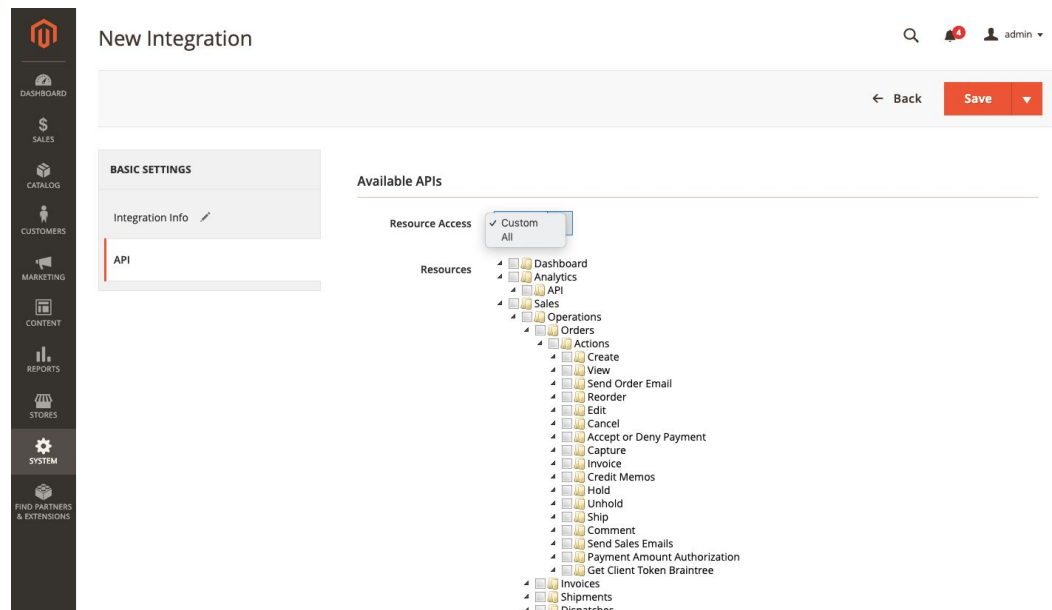 New Integration
4
admin
DASHBOARD
SALES
CATALOG
CUSTOMERS
MARKETING
CONTENT
REPORTS
STORES
SYSTEM
FIND PARTNERS
& EXTENSIONS
Back
Save
BASIC SETTINGS
Integration Info
API
Available APIs
Resource Access
Custom
All
Resources
Dashboard
Analytics
API
Sales
Operations
Orders
Actions
Create
View
Send Order Email
Reorder
Edit
Cancel
Accept or Deny Payment
Capture
Invoice
Credit Memos
Hold
Unhold
Ship
Comment
Send Sales Emails
Payment Amount Authorization
Get Client Token Braintree
Invoices
Shipments
Dispatches